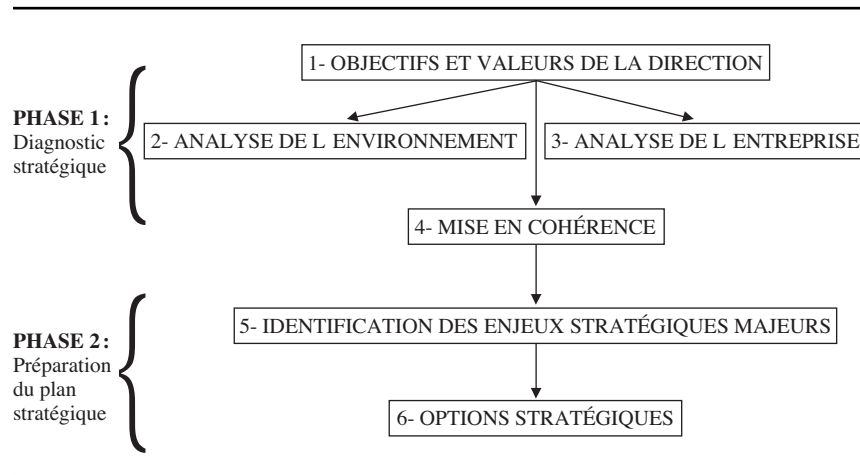 1- OBJECTIFS ET VALEURS DE LA DIRECTION
PHASE 1 :
Diagnostic
stratégique
2- ANALYSE DE L ENVIRONNEMENT
3- ANALYSE DE L ENTREPRISE
4- MISE EN COHÉRENCE
PHASE 2 :
Préparation
du plan
stratégique
5- IDENTIFICATION DES ENJEUX STRATÉGIQUES MAJEURS
6- OPTIONS STRATÉGIQUES